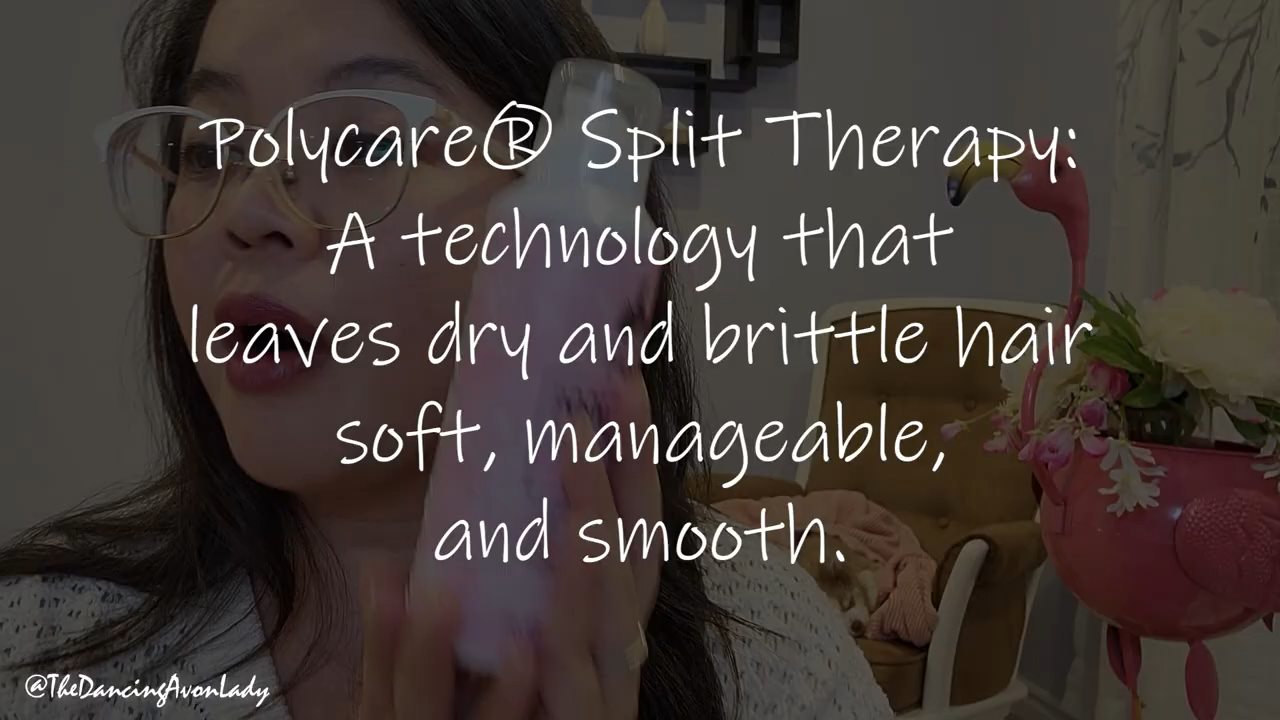 Polycare® Split Therapy:
A technology that
leaves dry and brittle hair
soft, manageable,
and smooth.
@TheDancingAvonLady